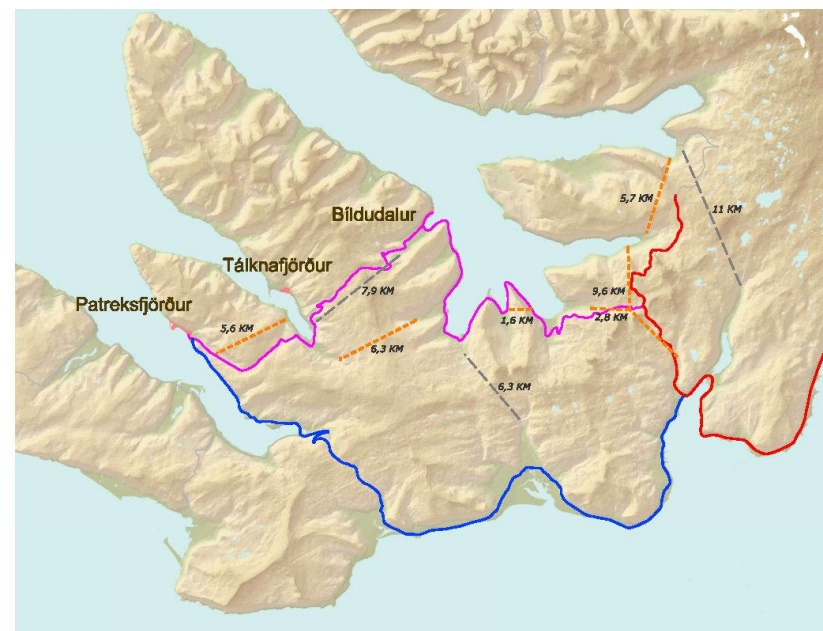 5,7 KM
11 KM
Bíldudalur
Tálknafjörður
7,9 KM
9,6 KM
Patreksfjörður
5,6 KM
1,6 KM
2,8 KM
6,3 KM
6,3 KM